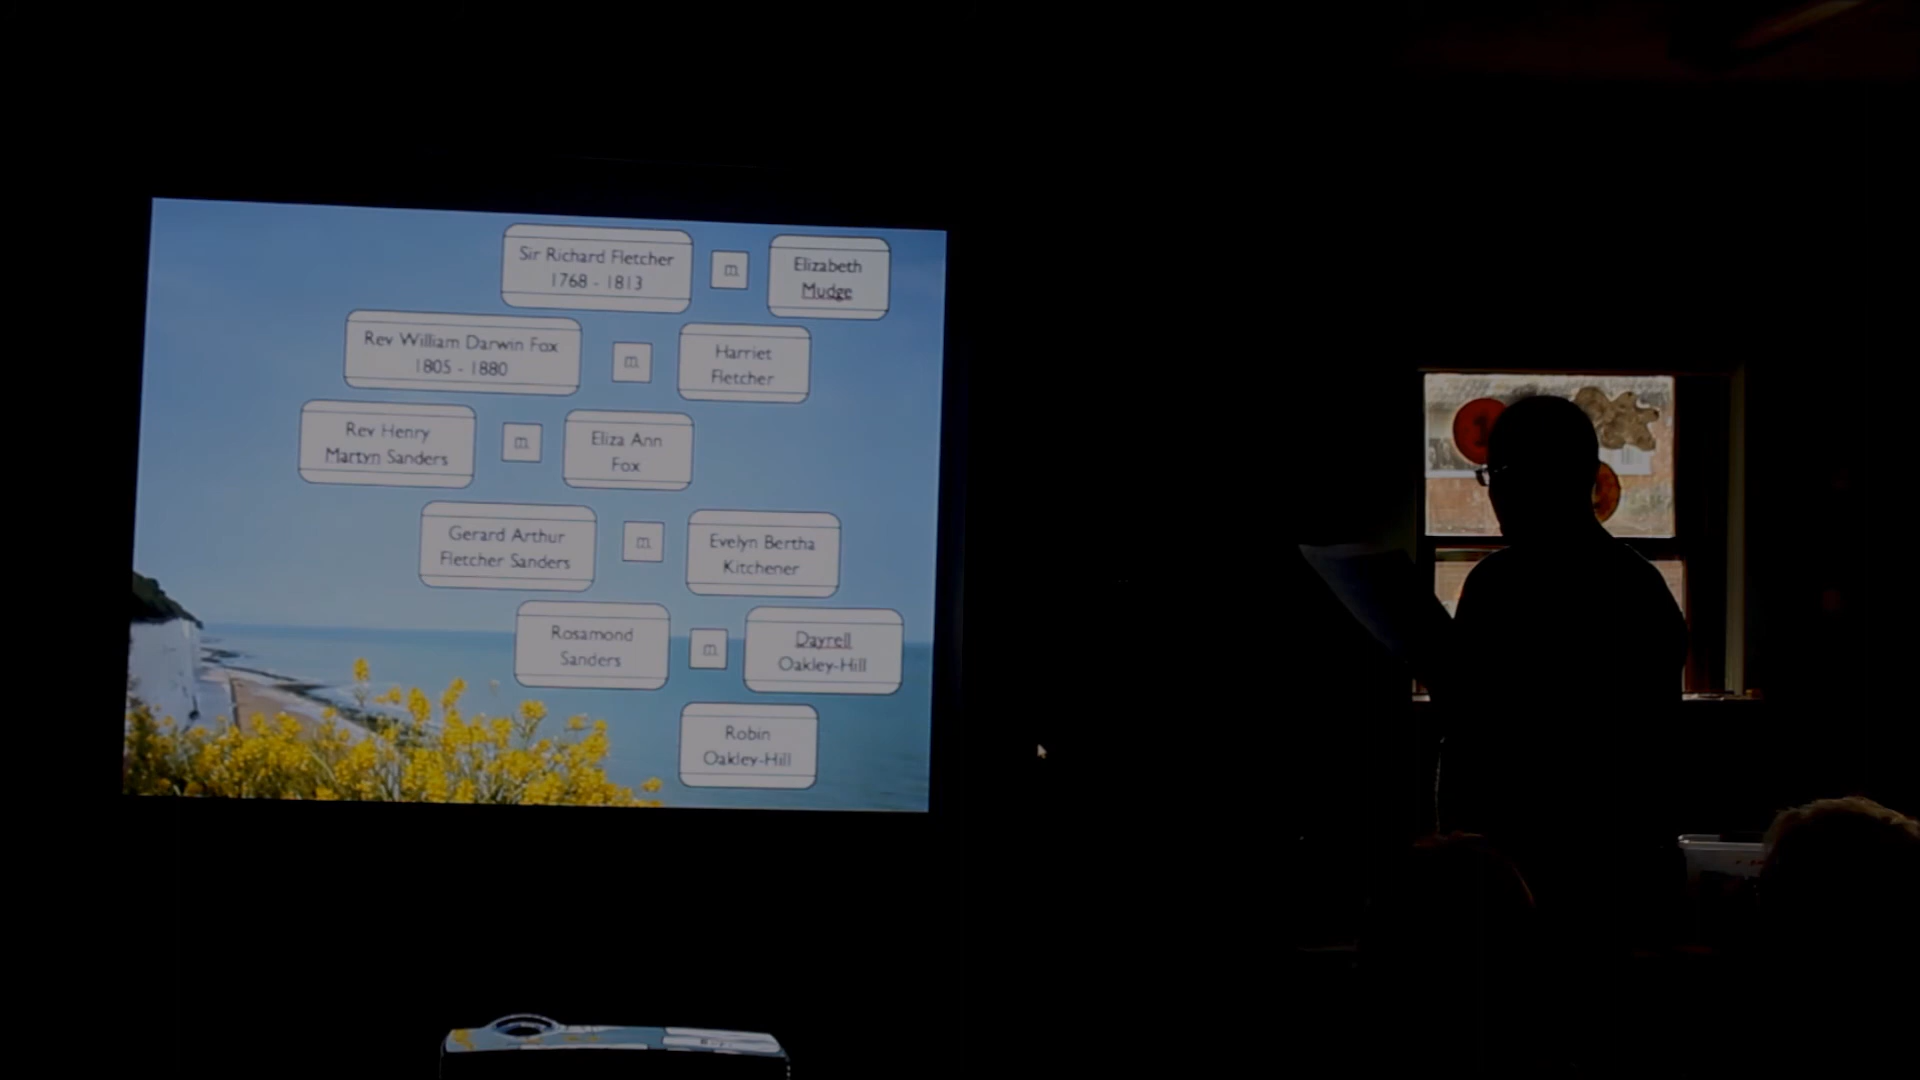 Sir Richard Fletcher
1768 - 1813
m
Elizabeth
Mudge
Rev William Darwin Fox
1805 - 1880
m
Harriet
Fletcher
Rev Henry
Martyn Sanders
m
Eliza Ann
Fox
Gerard Arthur
Fletcher Sanders
m
Evelyn Bertha
Kitchener
Rosamond
Sanders
m
Dayrell
Oakley-Hill
Robin
Oakley-Hill
1